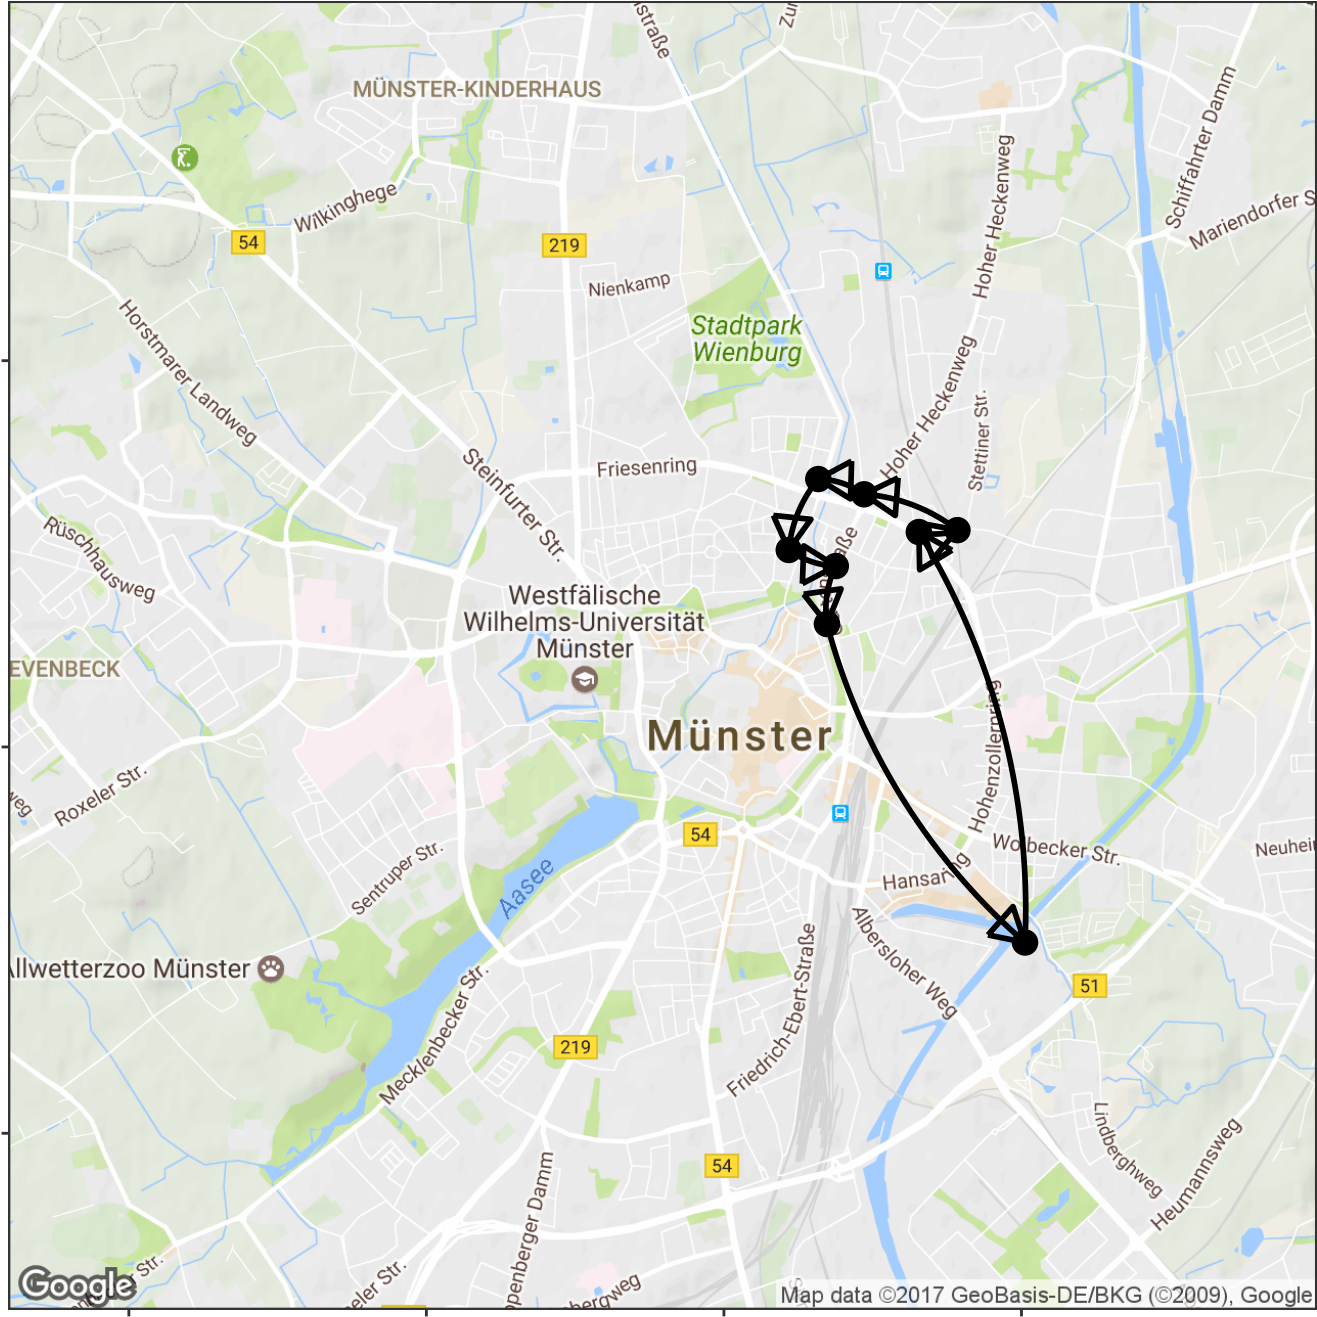 MÜNSTER-KINDERHAUS
Schiffahrter Damm
Hoher Heckenweg
Wilkinghege
Mariendorfer S
54
219
Nienkamp
Stadtpark
Wienburg
Horstmarer Landweg
Hoher Heckenweg
Stettiner Str.
Friesenring
Steinfurter Str.
Rüschhausweg
Westfälische
Wilhelms-Universität
Münster
EVENBECK
Münster
Hohenzollernring
Roxeler Str.
weg
54
Wolbecker Str.
Neuhei
Sentruper Str.
Hansaring
Aasee
Albersloher Weg
Allwetterzoo Münster
Friedrich-Ebert-Straße
51
Mecklenbecker Str.
219
Lindberghweg
Heumannsweg
54
Google
Map data ©2017 GeoBasis-DE/BKG (©2009), Google